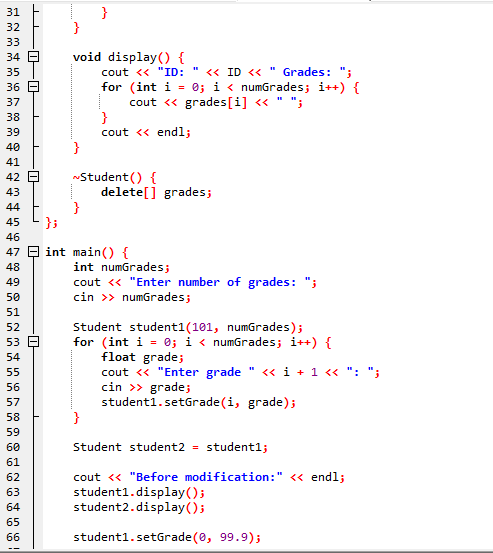 31 }
32 }
33
34 void display() {
35 cout << "ID: " << ID << " Grades: ";
36 for (int i = 0; i < numGrades; i++) {
37 cout << grades[i] << " ";
38 }
39 cout << endl;
40 }
41
42 ~Student() {
43 delete[] grades;
44 }
45 };
46
47 int main() {
48 int numGrades;
49 cout << "Enter number of grades: ";
50 cin >> numGrades;
51
52 Student student1(101, numGrades);
53 for (int i = 0; i < numGrades; i++) {
54 float grade;
55 cout << "Enter grade " << i + 1 << ": ";
56 cin >> grade;
57 student1.setGrade(i, grade);
58 }
59
60 Student student2 = student1;
61
62 cout << "Before modification:" << endl;
63 student1.display();
64 student2.display();
65
66 student1.setGrade(0, 99.9);